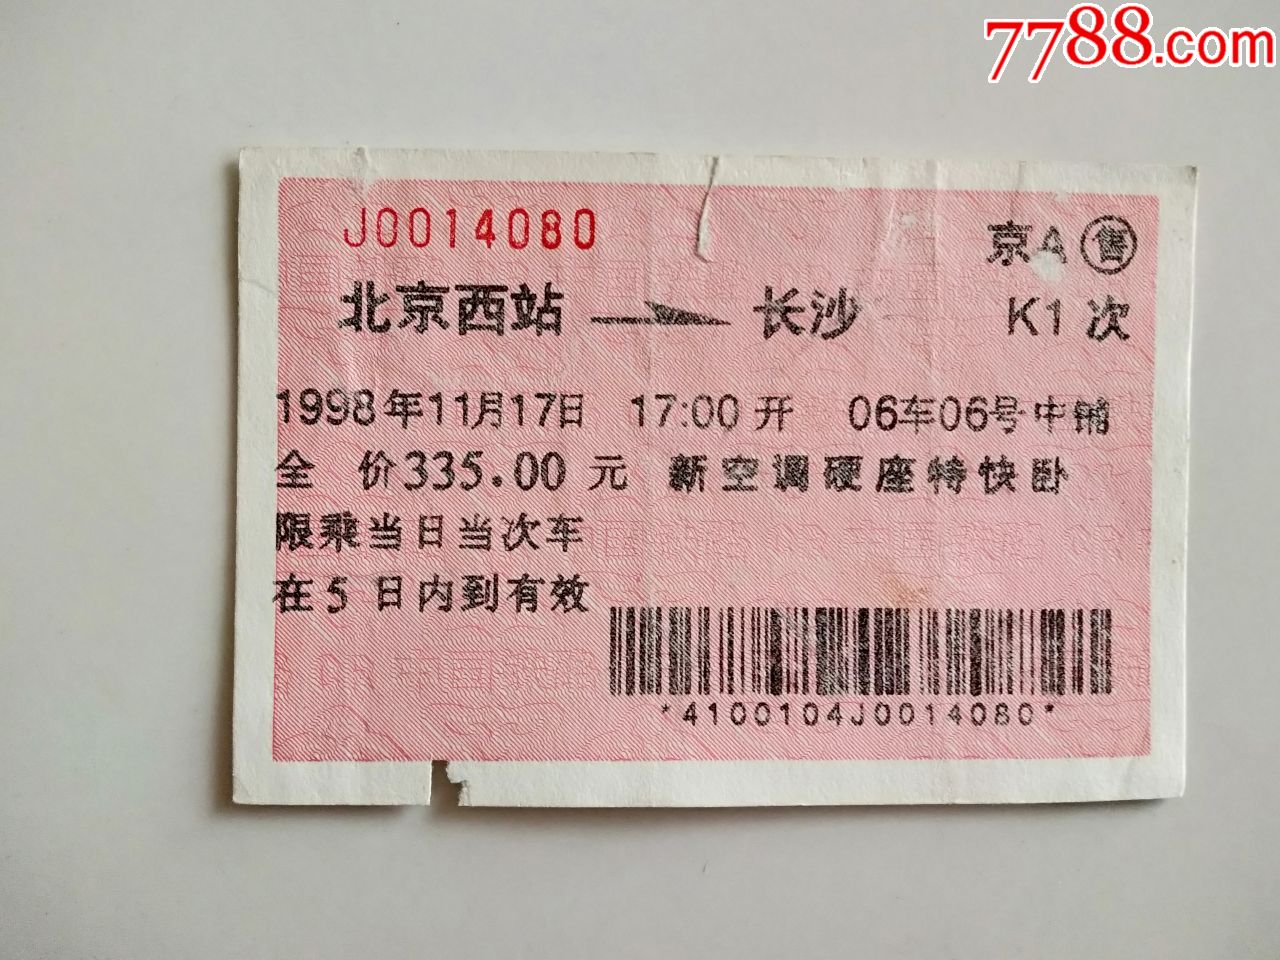 7788.com
J0014080
京A 售
北京西站 长沙 K1次
1998年11月17日 17:00开 06车06号中铺
全 价335.00元 新空调硬座特快卧
限乘当日当次车
在5日内到有效
*4100104J0014080*